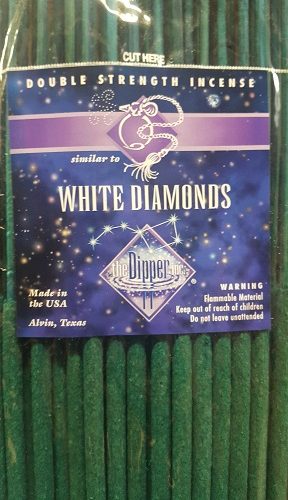 CUT HERE
DOUBLE STRENGTH INCENSE
similar to
WHITE DIAMONDS
the Dipper inc.
®
Made in
the USA
Alvin, Texas
WARNING
Flammable Material
Keep out of reach of children
Do not leave unattended